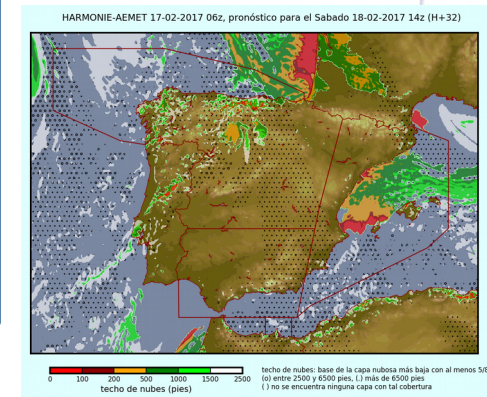 HARMONIE-AEMET 17-02-2017 06z, pronóstico para el Sabado 18-02-2017 14z (H+32)
0 100 200 500 1000 1500 2500
techo de nubes (pies)
techo de nubes: base de la capa nubosa más baja con al menos 5/8
(o) entre 2500 y 6500 pies, (.) más de 6500 pies
( ) no se encuentra ninguna capa con tal cobertura